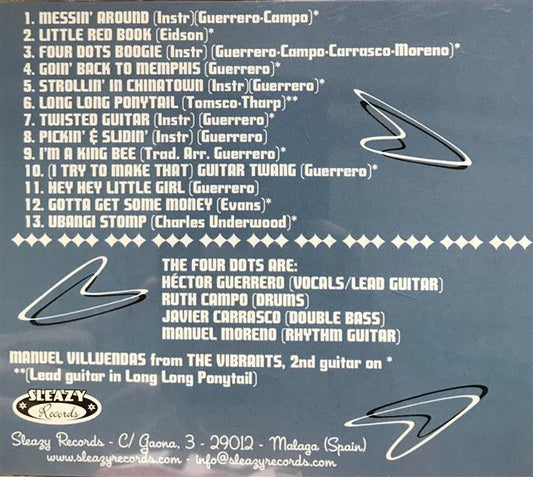 1. MESSIN' AROUND (Instr)(Guerrero-Campo)*
2. LITTLE RED BOOK (Eidson)*
3. FOUR DOTS BOOGIE (Instr) (Guerrero-Campo-Carrasco-Moreno)*
4. GOIN' BACK TO MEMPHIS (Guerrero)
5. STROLLIN' IN CHINATOWN (Instr)(Guerrero)*
6. LONG LONG PONYTAIL (Tomsco-Tharp)**
7. TWISTED GUITAR (Instr) (Guerrero)*
8. PICKIN' & SLIDIN' (Instr) (Guerrero)
9. I'M A KING BEE (Trad. Arr. Guerrero)*
10. (I TRY TO MAKE THAT) GUITAR TWANG (Guerrero)*
11. HEY HEY LITTLE GIRL (Guerrero)
12. GOTTA GET SOME MONEY (Evans)*
13. UBANGI STOMP (Charles Underwood)*
THE FOUR DOTS ARE:
HÉCTOR GUERRERO (VOCALS/LEAD GUITAR)
RUTH CAMPO (DRUMS)
JAVIER CARRASCO (DOUBLE BASS)
MANUEL MORENO (RHYTHM GUITAR)
MANUEL VILLUENDAS from THE VIBRANTS, 2nd guitar on *
**(Lead guitar in Long Long Ponytail)
SLEAZY
Records
Sleazy Records - C/ Gaona, 3 - 29012 - Malaga (Spain)
www.sleazyrecords.com - info@sleazyrecords.com